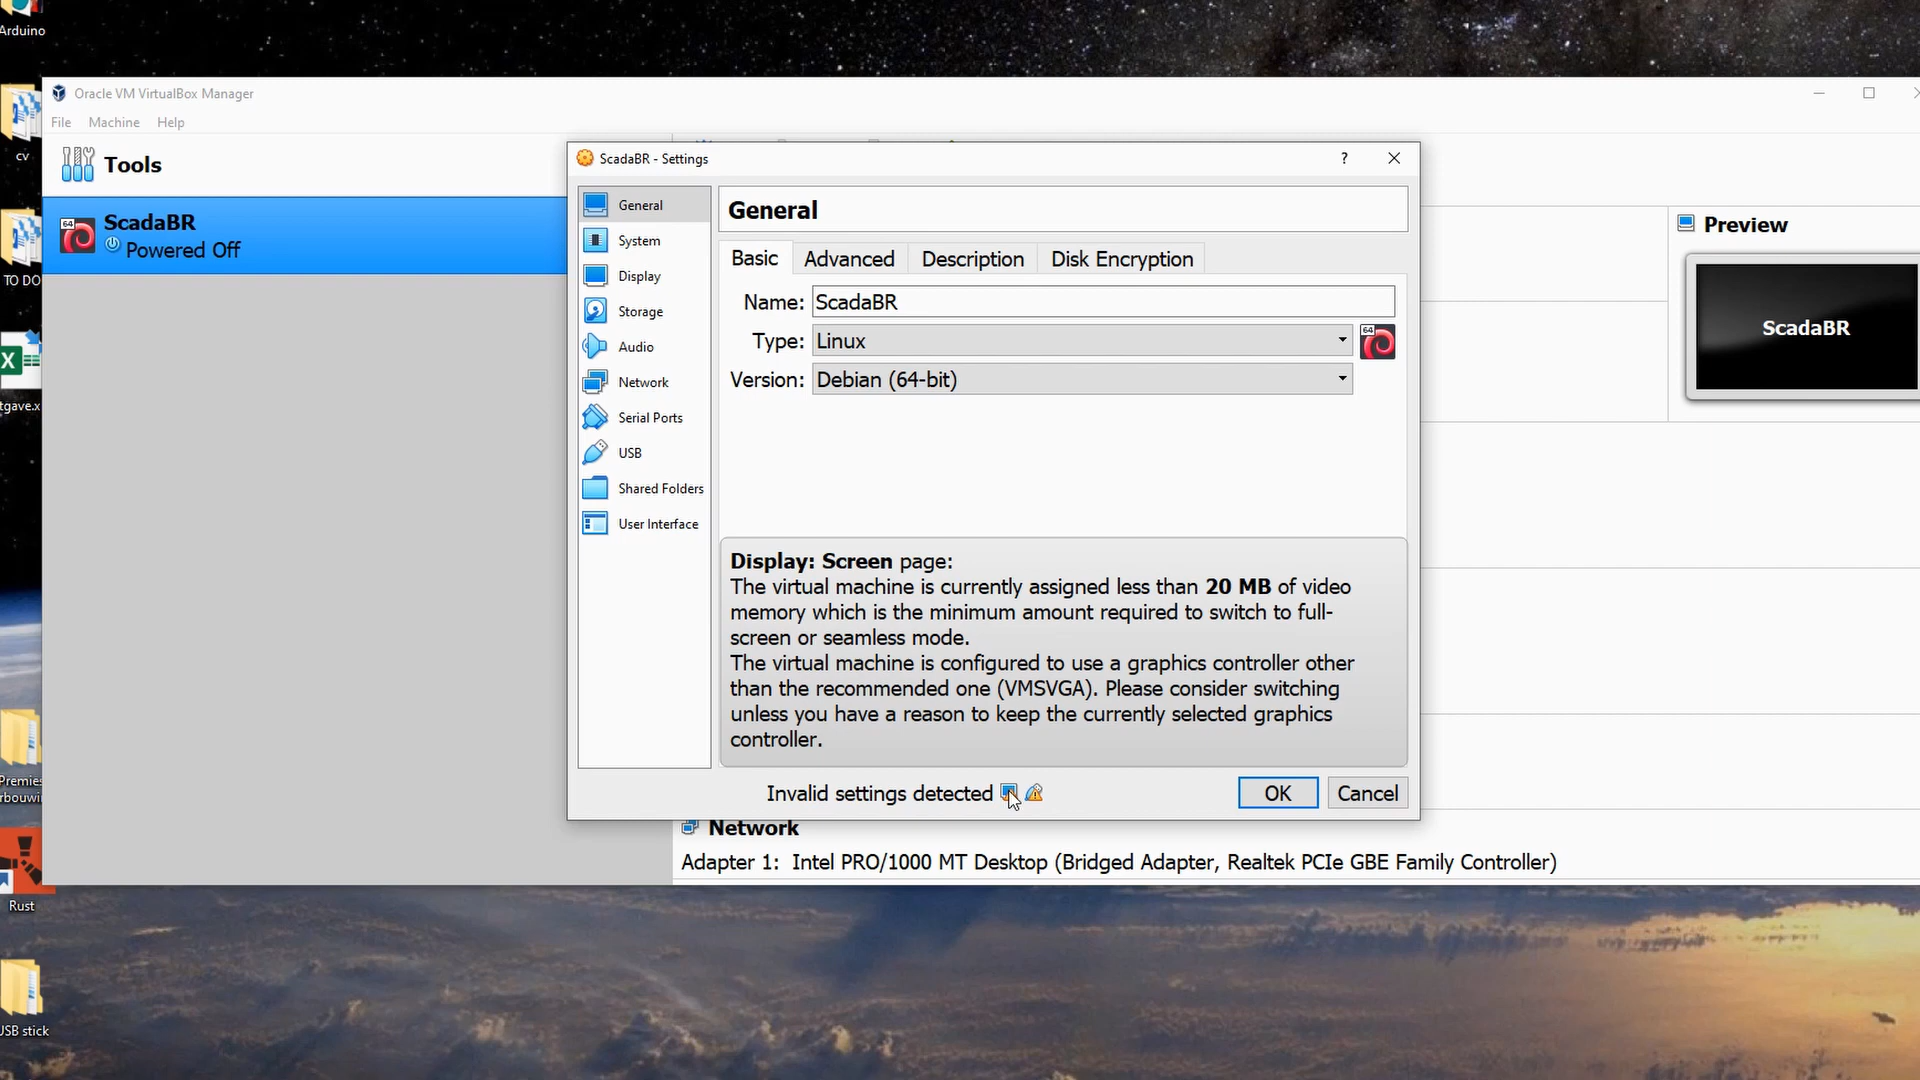 Arduino
cv
TO DO
tgave.x
Premies
rbouwin
Rust
USB stick
Oracle VM VirtualBox Manager
File Machine Help
Tools
64
ScadaBR
Powered Off
ScadaBR - Settings
?
General
System
Display
Storage
Audio
Network
Serial Ports
USB
Shared Folders
User Interface
General
Basic Advanced Description Disk Encryption
Name: ScadaBR
Type: Linux
64
Version: Debian (64-bit)
Display: Screen page:
The virtual machine is currently assigned less than 20 MB of video
memory which is the minimum amount required to switch to full-
screen or seamless mode.
The virtual machine is configured to use a graphics controller other
than the recommended one (VMSVGA). Please consider switching
unless you have a reason to keep the currently selected graphics
controller.
Invalid settings detected
OK Cancel
Preview
ScadaBR
Network
Adapter 1: Intel PRO/1000 MT Desktop (Bridged Adapter, Realtek PCIe GBE Family Controller)